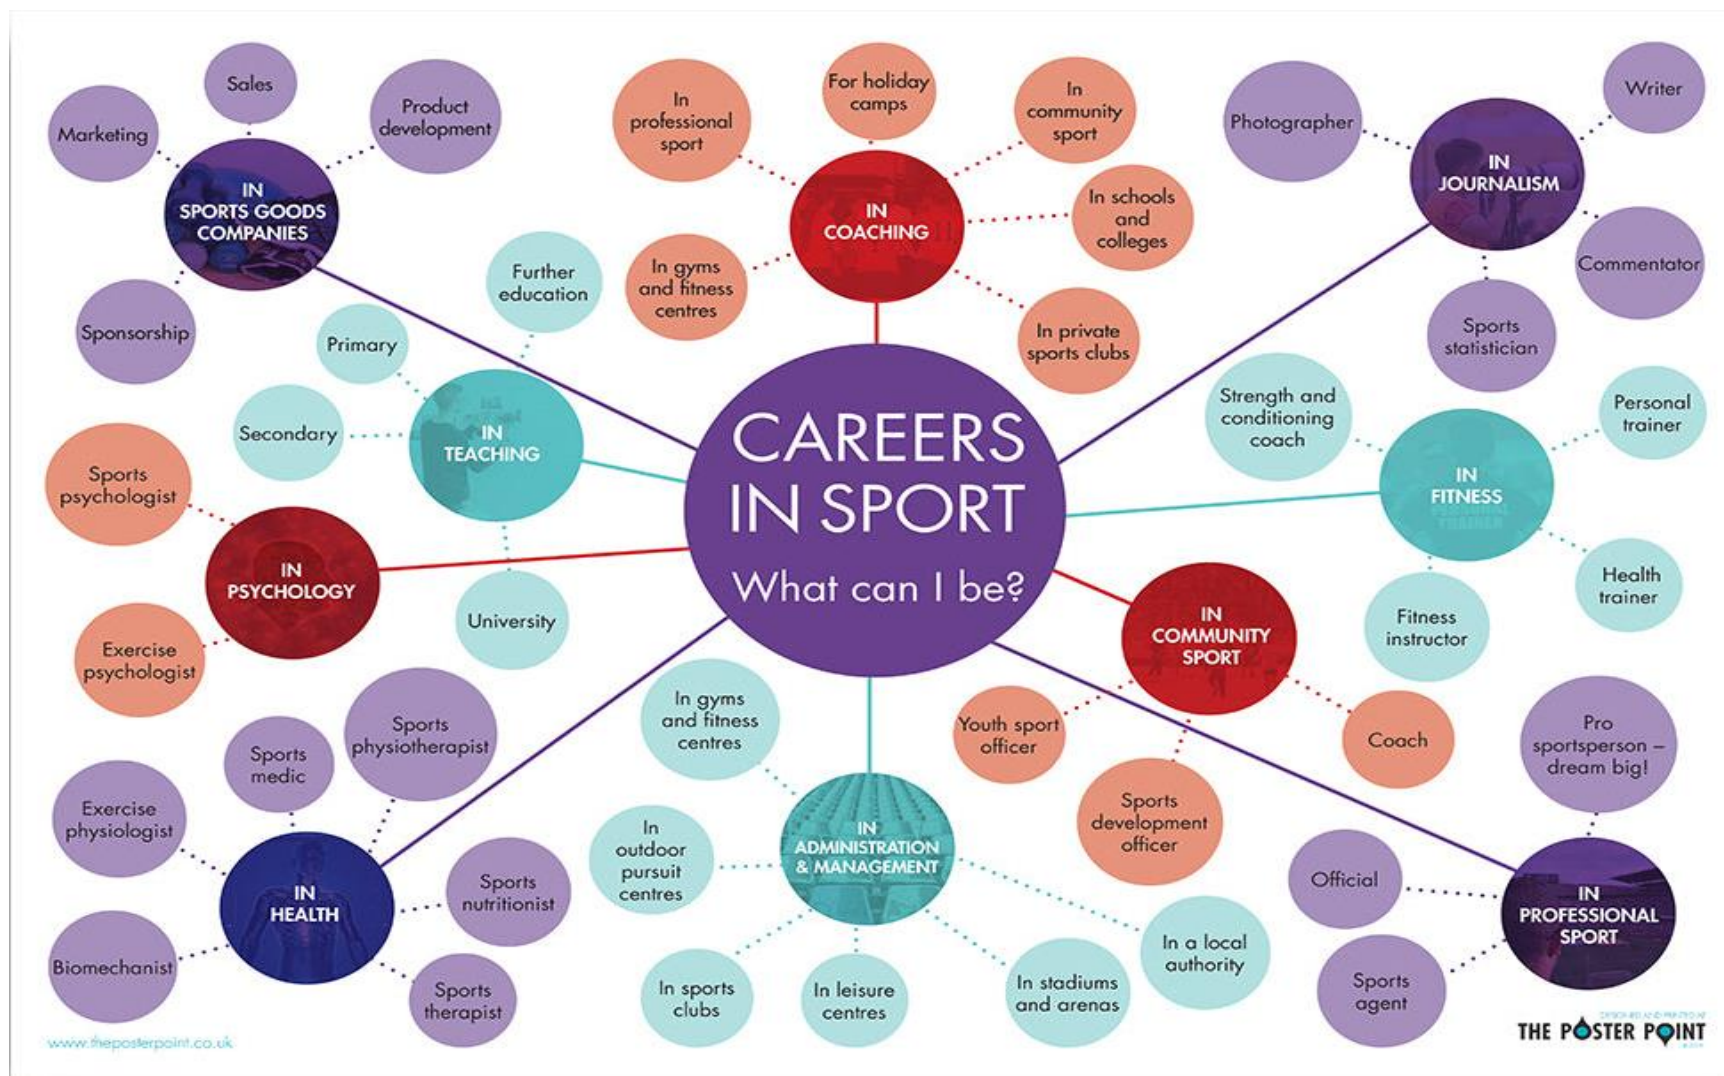 CAREERS
IN SPORT
What can I be?
IN
SPORTS GOODS
COMPANIES
Marketing
Sales
Product
development
Sponsorship
IN
COACHING
In
professional
sport
For holiday
camps
In
community
sport
In schools
and
colleges
In private
sports clubs
In gyms
and fitness
centres
IN
JOURNALISM
Photographer
Writer
Commentator
Sports
statistician
IN
TEACHING
Further
education
Primary
Secondary
University
IN
FITNESS
Strength and
conditioning
coach
Personal
trainer
Health
trainer
Fitness
instructor
IN
PSYCHOLOGY
Sports
psychologist
Exercise
psychologist
IN
COMMUNITY
SPORT
Youth sport
officer
Sports
development
officer
Coach
IN
HEALTH
Sports
physiotherapist
Sports
medic
Exercise
physiologist
Biomechanist
Sports
nutritionist
Sports
therapist
IN
ADMINISTRATION
& MANAGEMENT
In gyms
and fitness
centres
In
outdoor
pursuit
centres
In sports
clubs
In leisure
centres
In stadiums
and arenas
In a local
authority
IN
PROFESSIONAL
SPORT
Pro
sportsperson –
dream big!
Official
Sports
agent
www.theposterpoint.co.uk
DESIGNED AND PRINTED AT
THE POSTER POINT